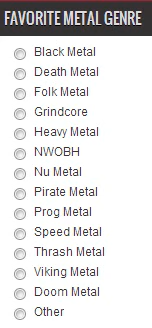 FAVORITE METAL GENRE
Black Metal
Death Metal
Folk Metal
Grindcore
Heavy Metal
NWOBH
Nu Metal
Pirate Metal
Prog Metal
Speed Metal
Thrash Metal
Viking Metal
Doom Metal
Other